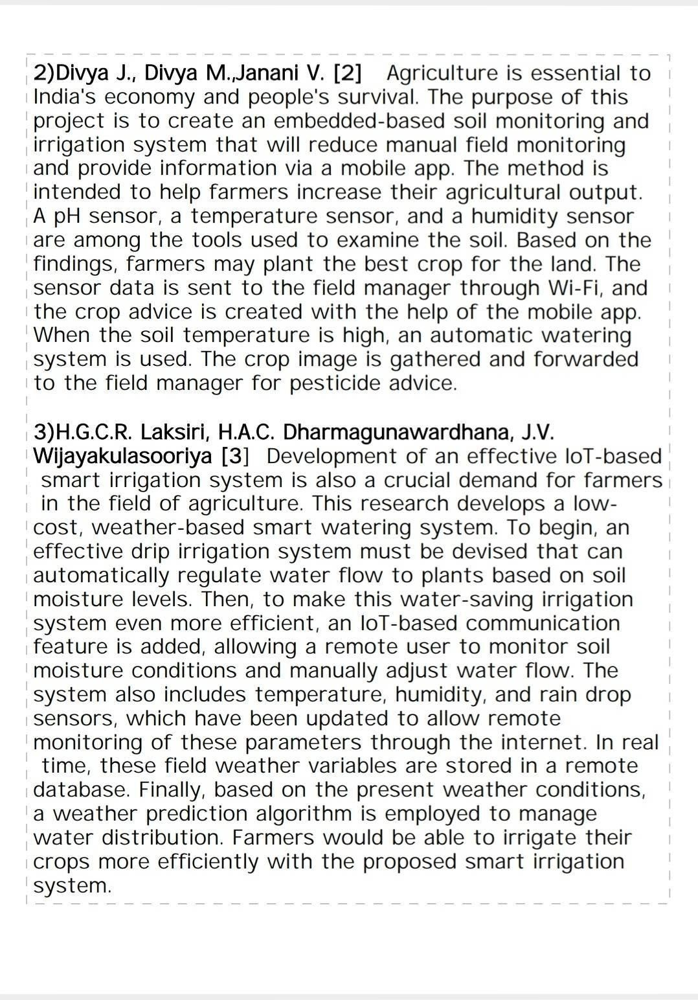 2)Divya J., Divya M.,Janani V. [2] Agriculture is essential to
India's economy and people's survival. The purpose of this
project is to create an embedded-based soil monitoring and
irrigation system that will reduce manual field monitoring
and provide information via a mobile app. The method is
intended to help farmers increase their agricultural output.
A pH sensor, a temperature sensor, and a humidity sensor
are among the tools used to examine the soil. Based on the
findings, farmers may plant the best crop for the land. The
sensor data is sent to the field manager through Wi-Fi, and
the crop advice is created with the help of the mobile app.
When the soil temperature is high, an automatic watering
system is used. The crop image is gathered and forwarded
to the field manager for pesticide advice.
3)H.G.C.R. Laksiri, H.A.C. Dharmagunawardhana, J.V.
Wijayakulasooriya [3] Development of an effective IoT-based
smart irrigation system is also a crucial demand for farmers
in the field of agriculture. This research develops a low-
cost, weather-based smart watering system. To begin, an
effective drip irrigation system must be devised that can
automatically regulate water flow to plants based on soil
moisture levels. Then, to make this water-saving irrigation
system even more efficient, an IoT-based communication
feature is added, allowing a remote user to monitor soil
moisture conditions and manually adjust water flow. The
system also includes temperature, humidity, and rain drop
sensors, which have been updated to allow remote
monitoring of these parameters through the internet. In real
time, these field weather variables are stored in a remote
database. Finally, based on the present weather conditions,
a weather prediction algorithm is employed to manage
water distribution. Farmers would be able to irrigate their
crops more efficiently with the proposed smart irrigation
system.